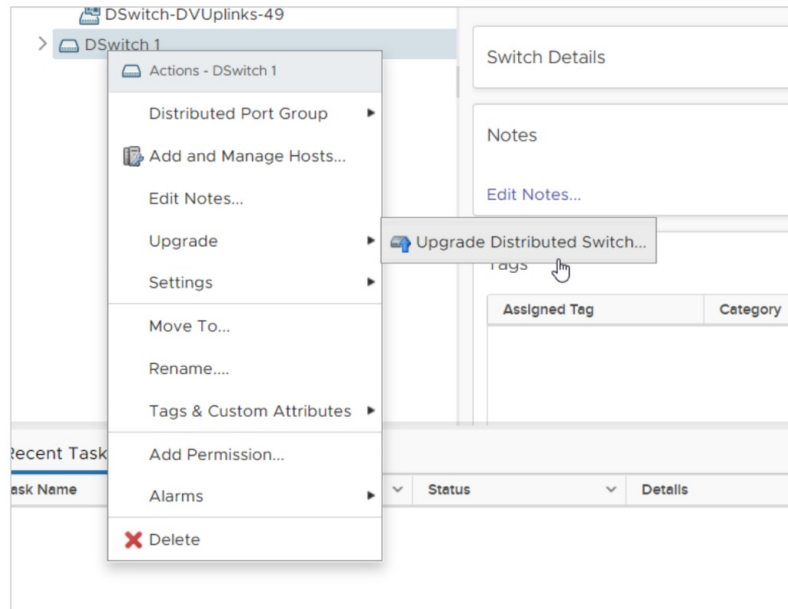 DSwitch-DVUplinks-49
DSwitch 1
Actions - DSwitch 1
Distributed Port Group
Add and Manage Hosts...
Edit Notes...
Upgrade
Settings
Move To...
Rename....
Tags & Custom Attributes
Add Permission...
Alarms
Delete
Upgrade Distributed Switch...
Switch Details
Notes
Edit Notes...
Tags
Assigned Tag Category
Recent Task
ask Name Status Details